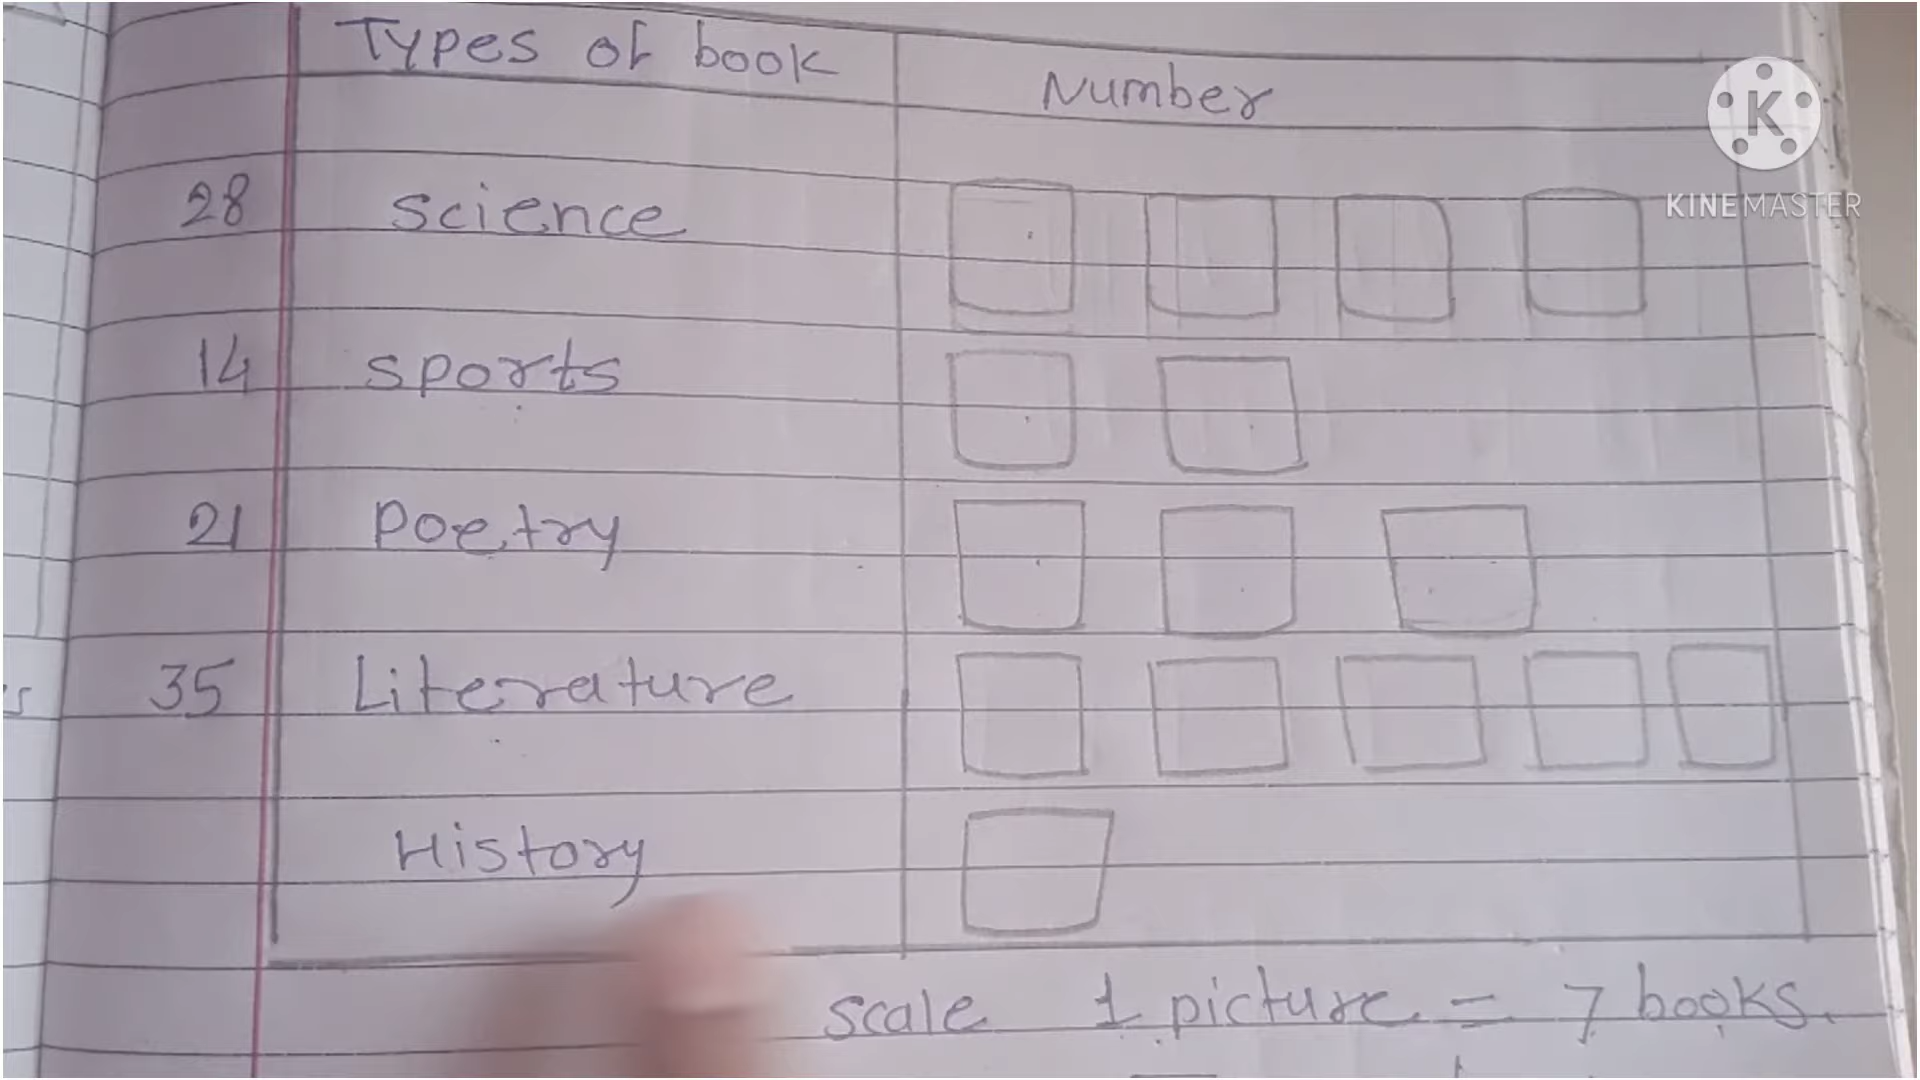 Types of book Number
28 science
14 sports
21 Poetry
35 Literature
History
scale 1 picture = 7 books.
K
KINEMASTER